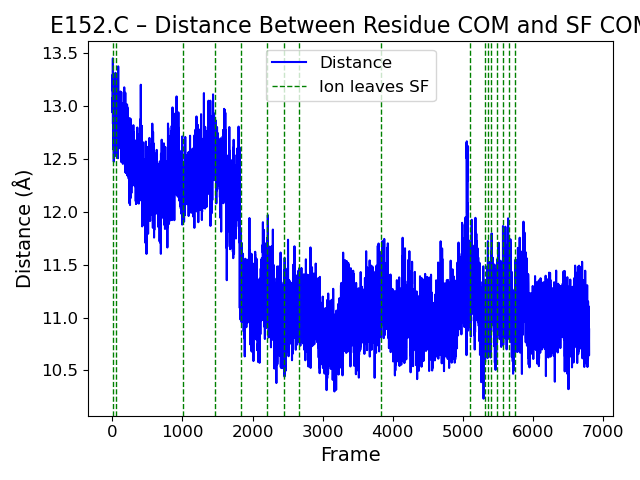 E152.C – Distance Between Residue COM and SF COM
Distance
Ion leaves SF
Distance (Å)
13.5
13.0
12.5
12.0
11.5
11.0
10.5
0 1000 2000 3000 4000 5000 6000 7000
Frame